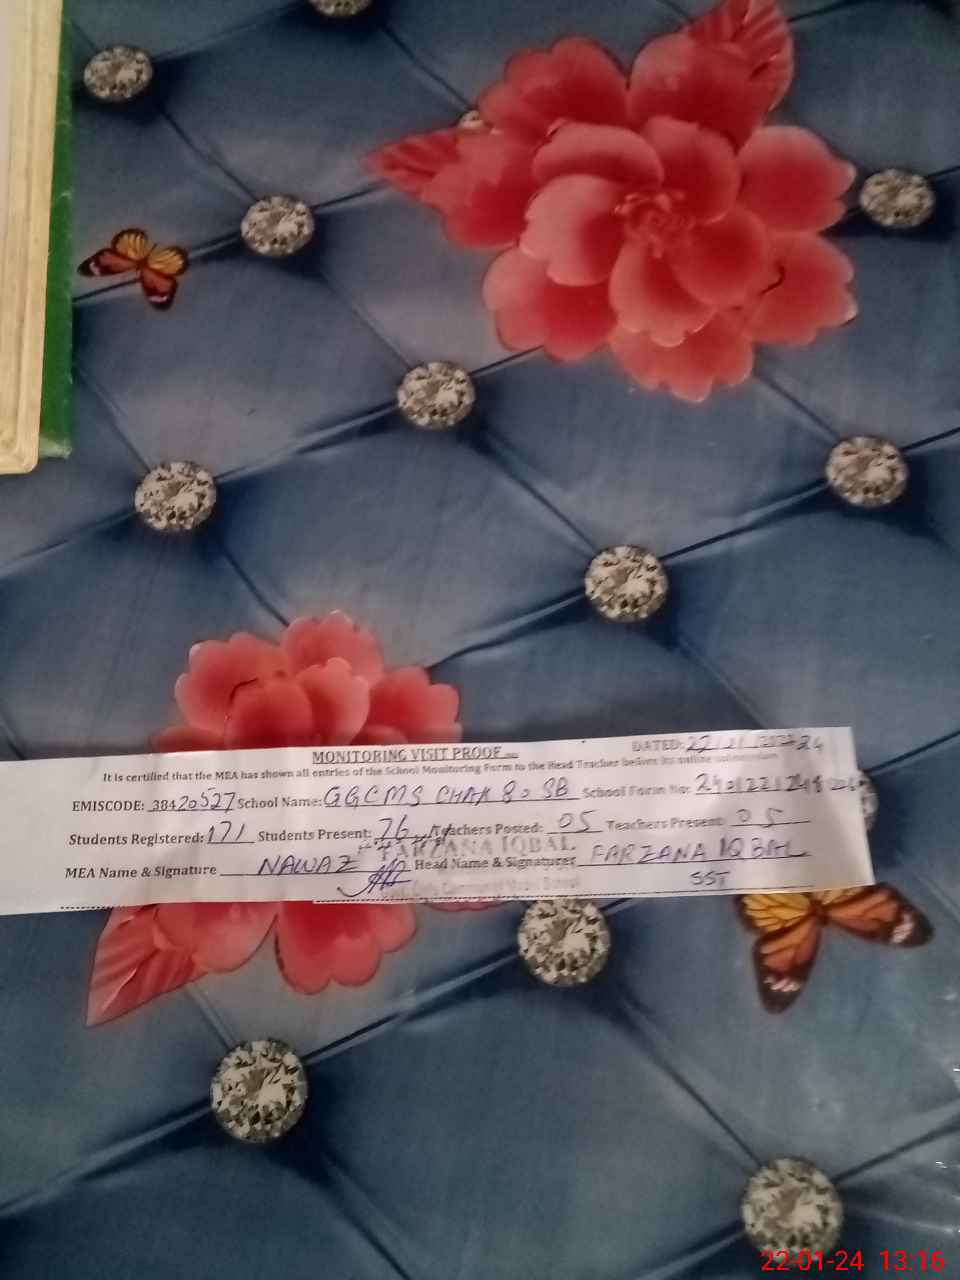 MONITORING VISIT PROOF
DATED: 22/01/2024
It is certified that the MEA has shown all entries of the School Monitoring Form to the Head Teacher before its online submission
EMISCODE: 38420527 School Name: GGCMS CHAK 80 SB School Form No:
Students Registered: 171 Students Present: 76 Teachers Posted: 05 Teachers Present: 05
FARZANA IQBAL
MEA Name & Signature NAWAZ Head Name & Signature: FARZANA IQBAL
SST
22-01-24 13:16